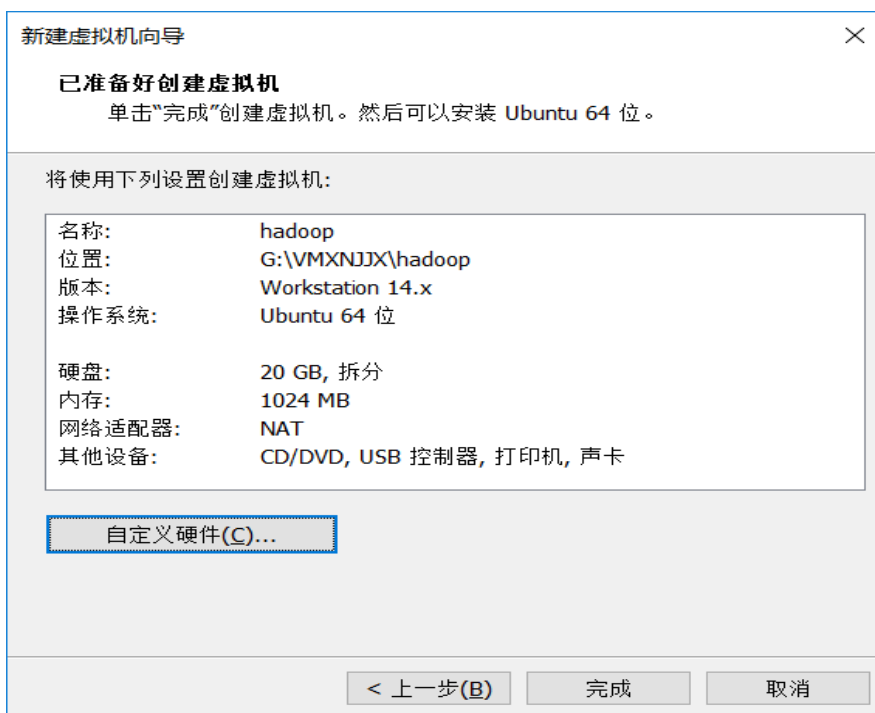 新建虚拟机向导
已准备好创建虚拟机
单击“完成”创建虚拟机。然后可以安装 Ubuntu 64 位。
将使用下列设置创建虚拟机:
名称: hadoop
位置: G:\VMXNJJX\hadoop
版本: Workstation 14.x
操作系统: Ubuntu 64 位
硬盘: 20 GB, 拆分
内存: 1024 MB
网络适配器: NAT
其他设备: CD/DVD, USB 控制器, 打印机, 声卡
自定义硬件(C)...
< 上一步(B) 完成 取消